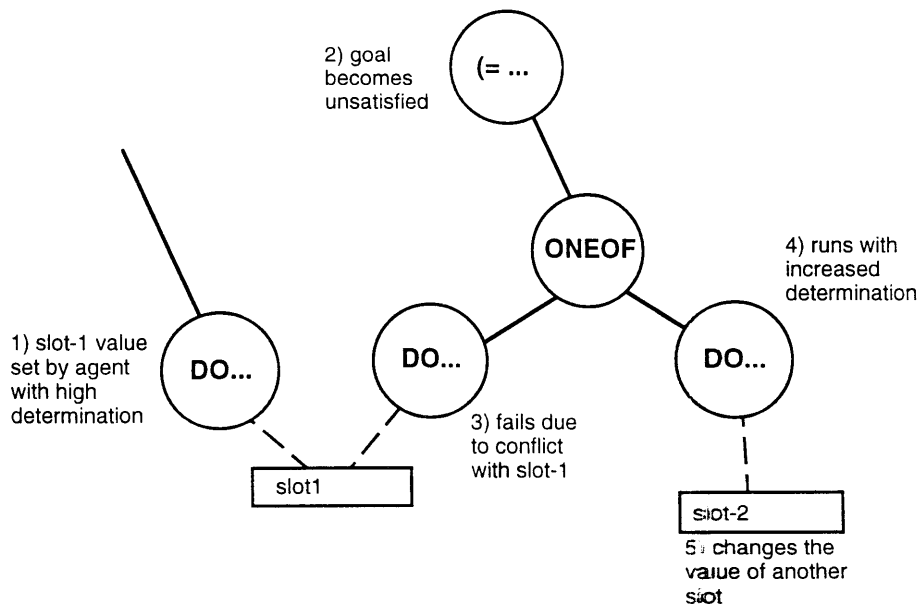 2) goal
becomes
unsatisfied
(= ...
ONEOF
4) runs with
increased
determination
1) slot-1 value
set by agent
with high
determination
DO...
DO...
DO...
3) fails due
to conflict
with slot-1
slot1
slot-2
5) changes the
value of another
slot